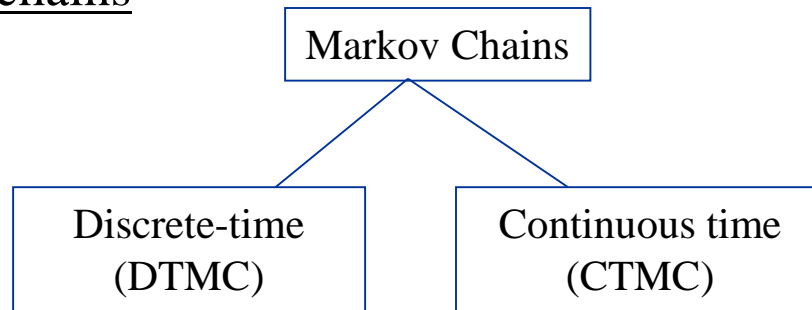 chains
Markov Chains
Discrete-time
(DTMC)
Continuous time
(CTMC)